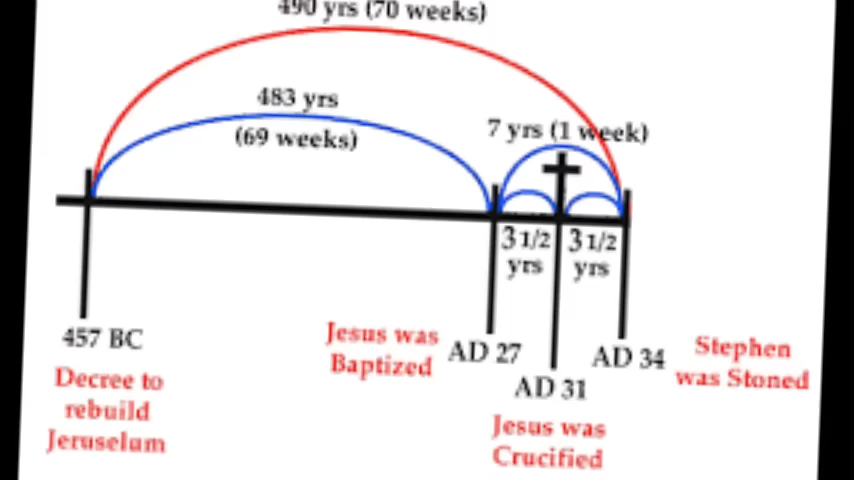 490 yrs (70 weeks)
483 yrs
(69 weeks)
7 yrs (1 week)
3 1/2
yrs
3 1/2
yrs
457 BC
Decree to
rebuild
Jeruselum
Jesus was
Baptized
AD 27
AD 31
Jesus was
Crucified
AD 34
Stephen
was Stoned